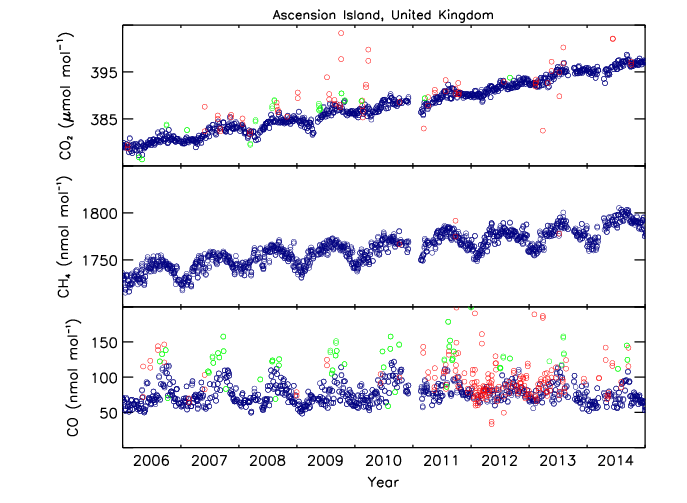 Ascension Island, United Kingdom
CO₂ (μmol mol⁻¹)
395
385
CH₄ (nmol mol⁻¹)
1800
1750
CO (nmol mol⁻¹)
150
100
50
2006 2007 2008 2009 2010 2011 2012 2013 2014
Year